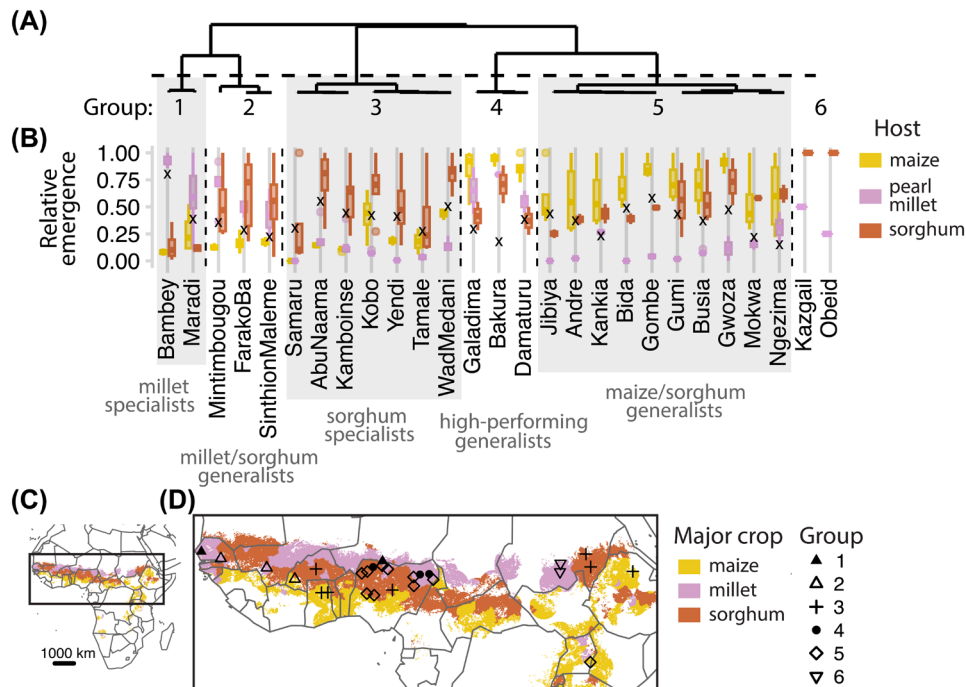 (A)
Group: 1 2 3 4 5 6
(B)
Relative
emergence
1.00
0.75
0.50
0.25
0.00
Host
maize
pearl
millet
sorghum
Bambey
Maradi
Mintimbougou
FarakoBa
SinthionMaleme
Samaru
AbuNaama
Kamboinse
Kobo
Yendi
Tamale
WadMedani
Galadima
Bakura
Damaturu
Jibiya
Andre
Kankia
Bida
Gombe
Gumi
Busia
Gwoza
Mokwa
Ngezima
Kazgail
Obeid
millet
specialists
millet/sorghum
generalists
sorghum
specialists
high-performing
generalists
maize/sorghum
generalists
(C)
1000 km
(D)
Major crop
maize
millet
sorghum
Group
1
2
3
4
5
6